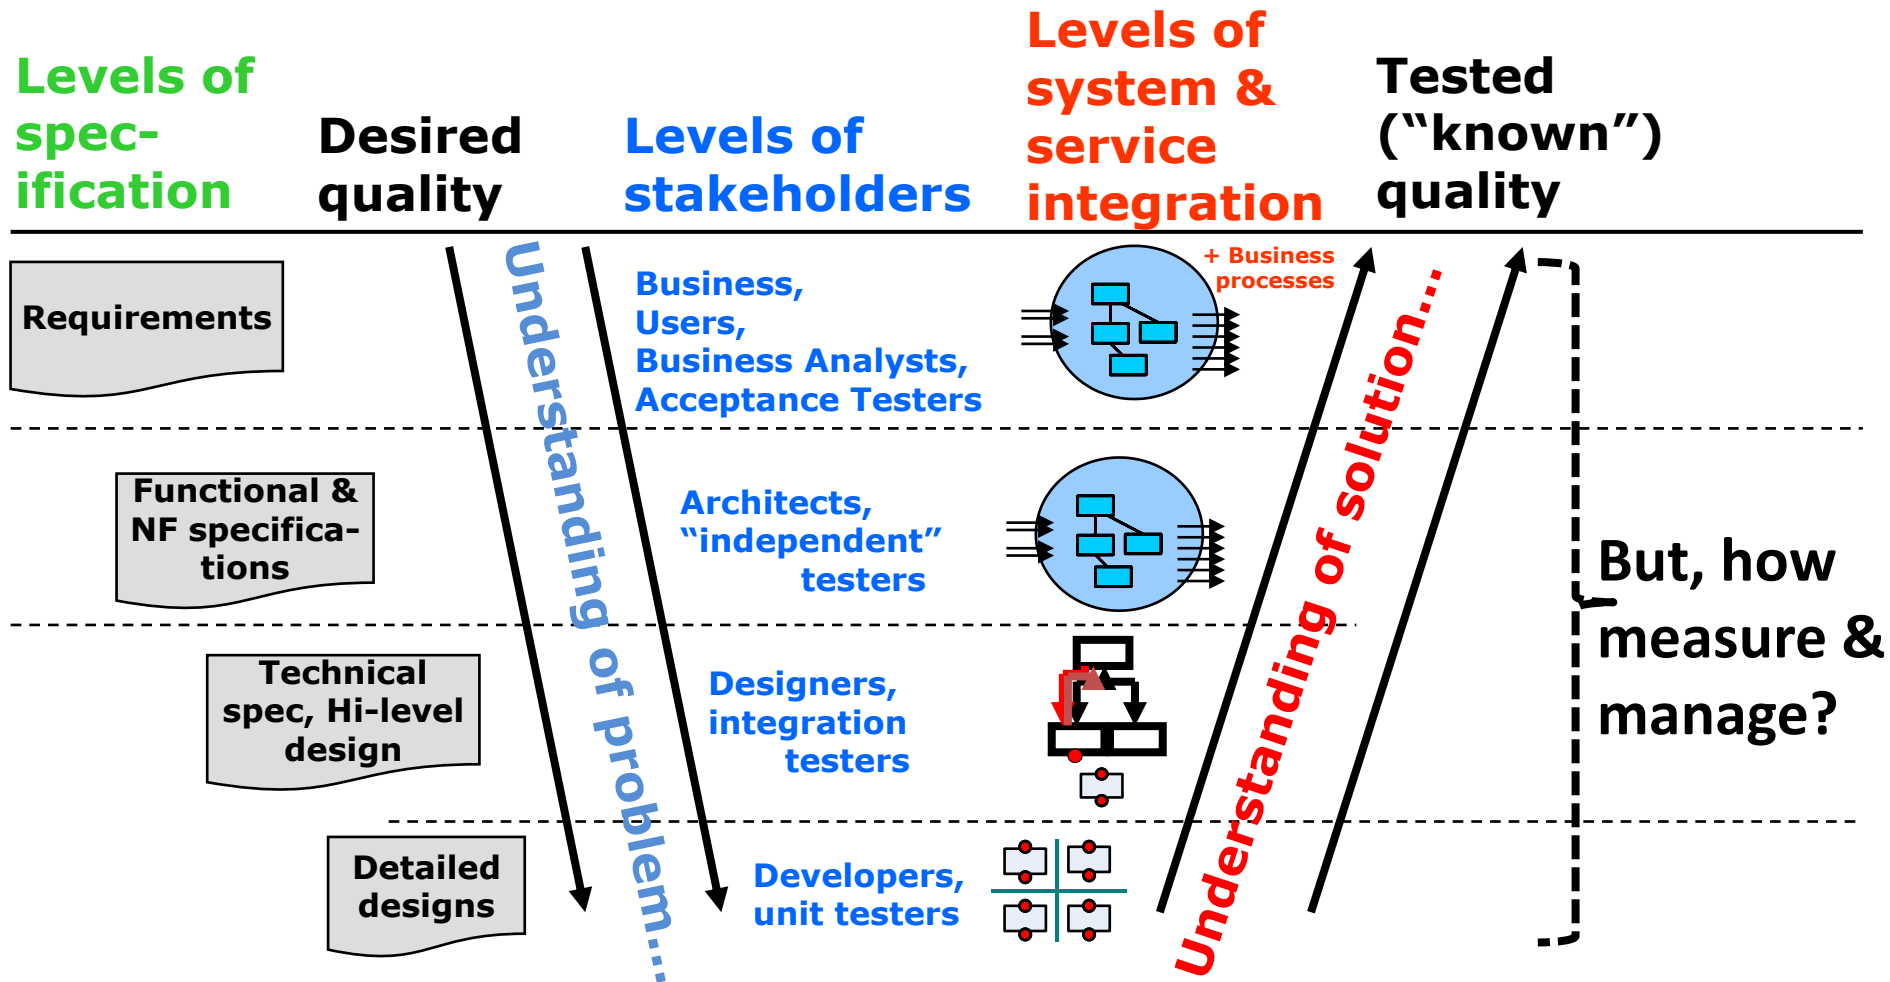 Levels of
spec-
ification
Desired
quality
Levels of
stakeholders
Levels of
system &
service
integration
Tested
(“known”)
quality
Requirements
Understanding of problem...
Business,
Users,
Business Analysts,
Acceptance Testers
+ Business
processes
Understanding of solution...
Functional &
NF specifica-
tions
Architects,
“independent”
testers
But, how
measure &
manage?
Technical
spec, Hi-level
design
Designers,
integration
testers
Detailed
designs
Developers,
unit testers